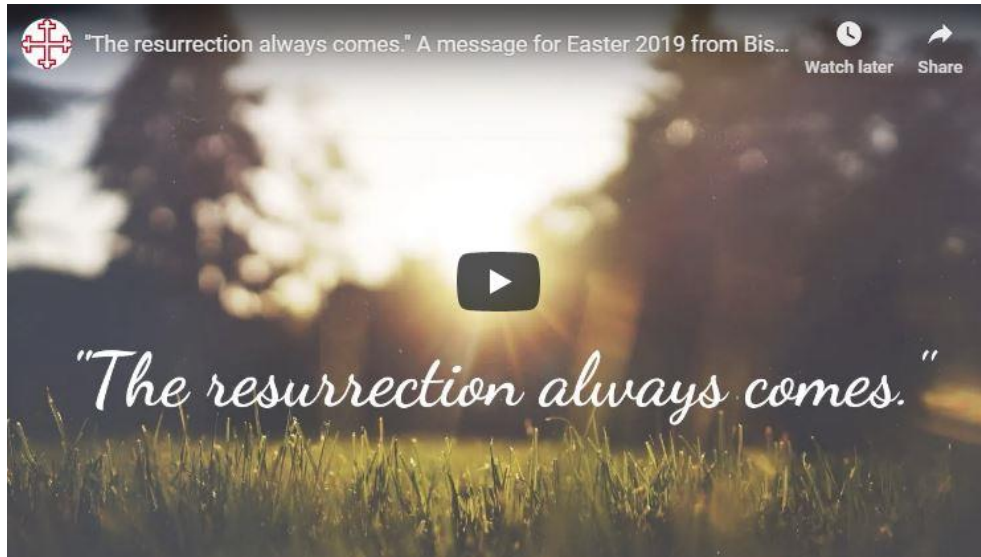 "The resurrection always comes." A message for Easter 2019 from Bis...
Watch later
Share
"The resurrection always comes."